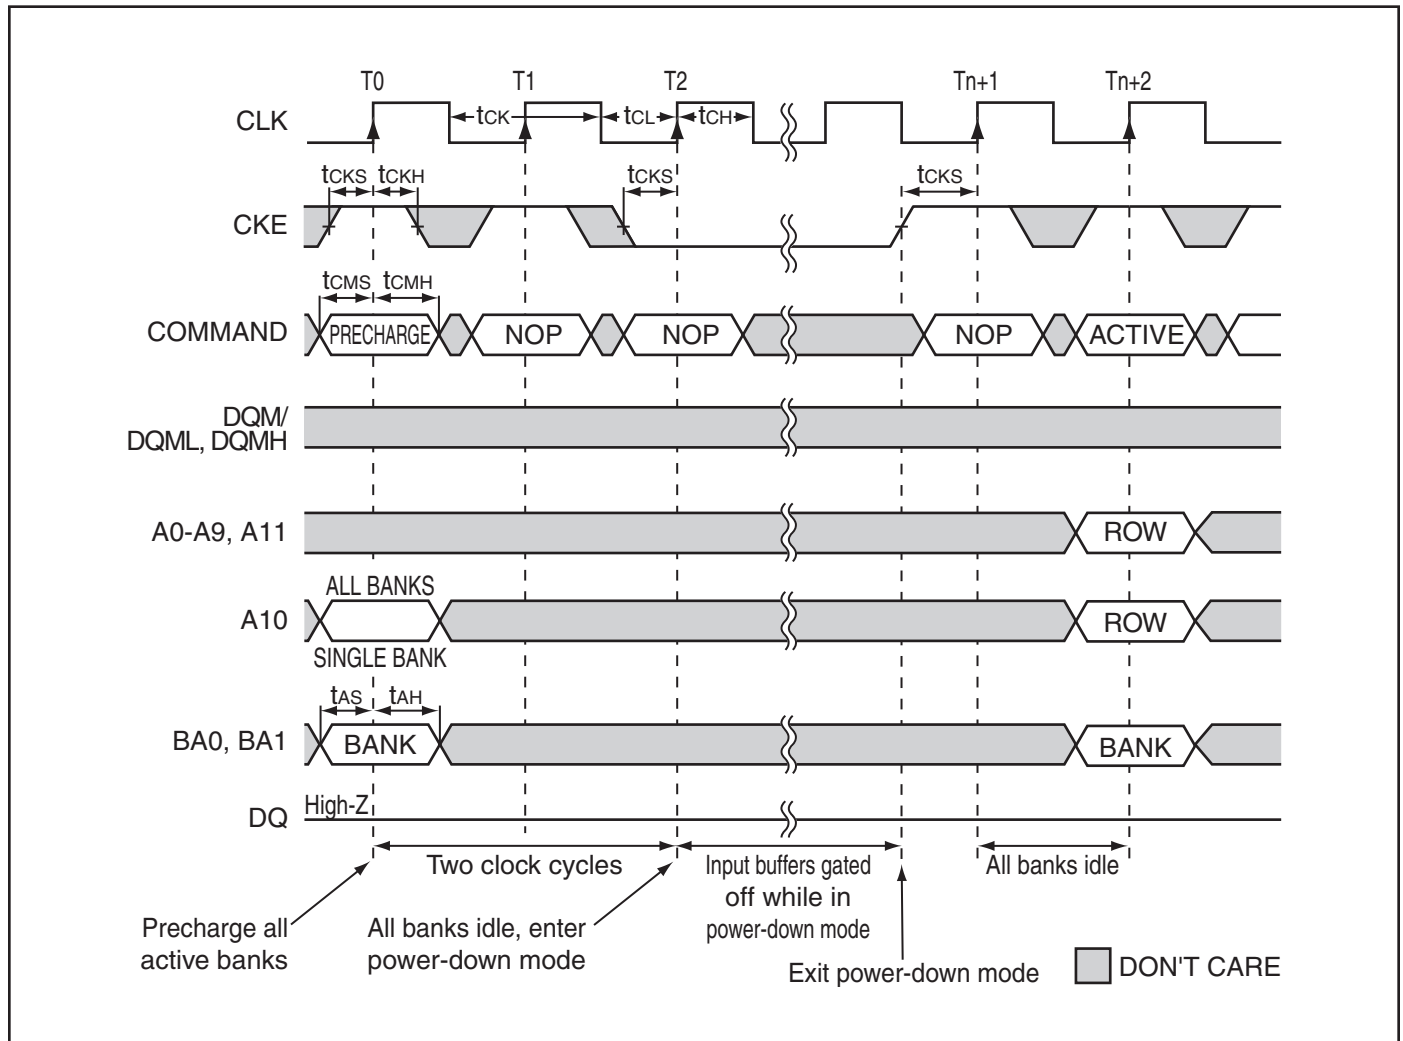 T0 T1 T2 Tn+1 Tn+2
CLK tCK tCL tCH
tCKS tCKH tCKS tCKS
CKE
tCMS tCMH
COMMAND PRECHARGE NOP NOP NOP ACTIVE
DQM/
DQML, DQMH
A0-A9, A11 ROW
ALL BANKS
A10 ROW
SINGLE BANK
tAS tAH
BA0, BA1 BANK BANK
DQ High-Z
Two clock cycles
Input buffers gated
off while in
power-down mode
All banks idle
Precharge all
active banks
All banks idle, enter
power-down mode
Exit power-down mode
DON'T CARE